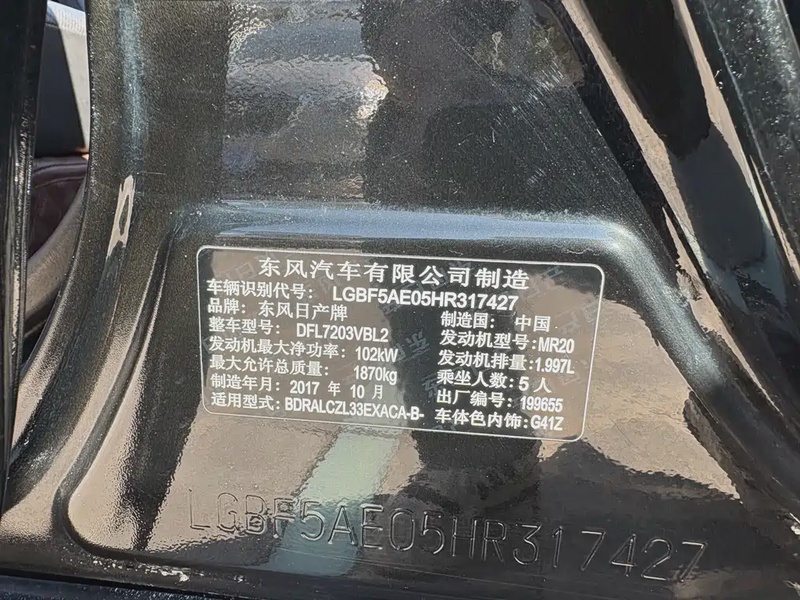 东风汽车有限公司制造
车辆识别代号： LGBF5AE05HR317427
品牌：东风日产牌 制造国： 中国
整车型号： DFL7203VBL2 发动机型号：MR20
发动机最大净功率：102kW 发动机排量：1.997L
最大允许总质量： 1870kg 乘坐人数：5人
制造年月：2017 年 10 月 出厂编号：199655
适用型式：BDRALCZL33EXACA-B- 车体色内饰：G41Z
LGBF5AE05HR317427